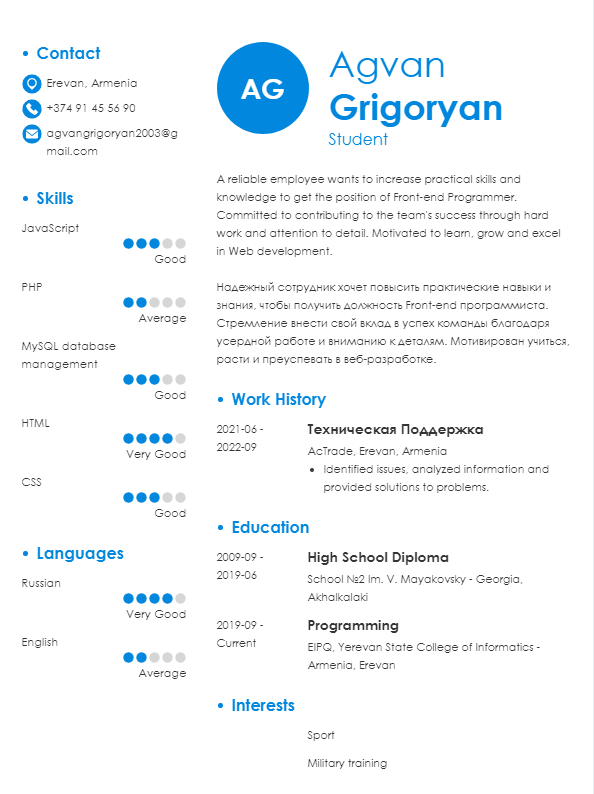 Contact
Erevan, Armenia
+374 91 45 56 90
agvangrigoryan2003@g
mail.com
Skills
JavaScript
Good
PHP
Average
MySQL database
management
Good
HTML
Very Good
CSS
Good
Languages
Russian
Very Good
English
Average
AG
Agvan
Grigoryan
Student
A reliable employee wants to increase practical skills and
knowledge to get the position of Front-end Programmer.
Committed to contributing to the team's success through hard
work and attention to detail. Motivated to learn, grow and excel
in Web development.
Надежный сотрудник хочет повысить практические навыки и
знания, чтобы получить должность Front-end программиста.
Стремление внести свой вклад в успех команды благодаря
усердной работе и вниманию к деталям. Мотивирован учиться,
расти и преуспевать в веб-разработке.
Work History
2021-06 -
2022-09
Техническая Поддержка
AcTrade, Erevan, Armenia
Identified issues, analyzed information and
provided solutions to problems.
Education
2009-09 -
2019-06
High School Diploma
School №2 Im. V. Mayakovsky - Georgia,
Akhalkalaki
2019-09 -
Current
Programming
EIPQ, Yerevan State College of Informatics -
Armenia, Erevan
Interests
Sport
Military training